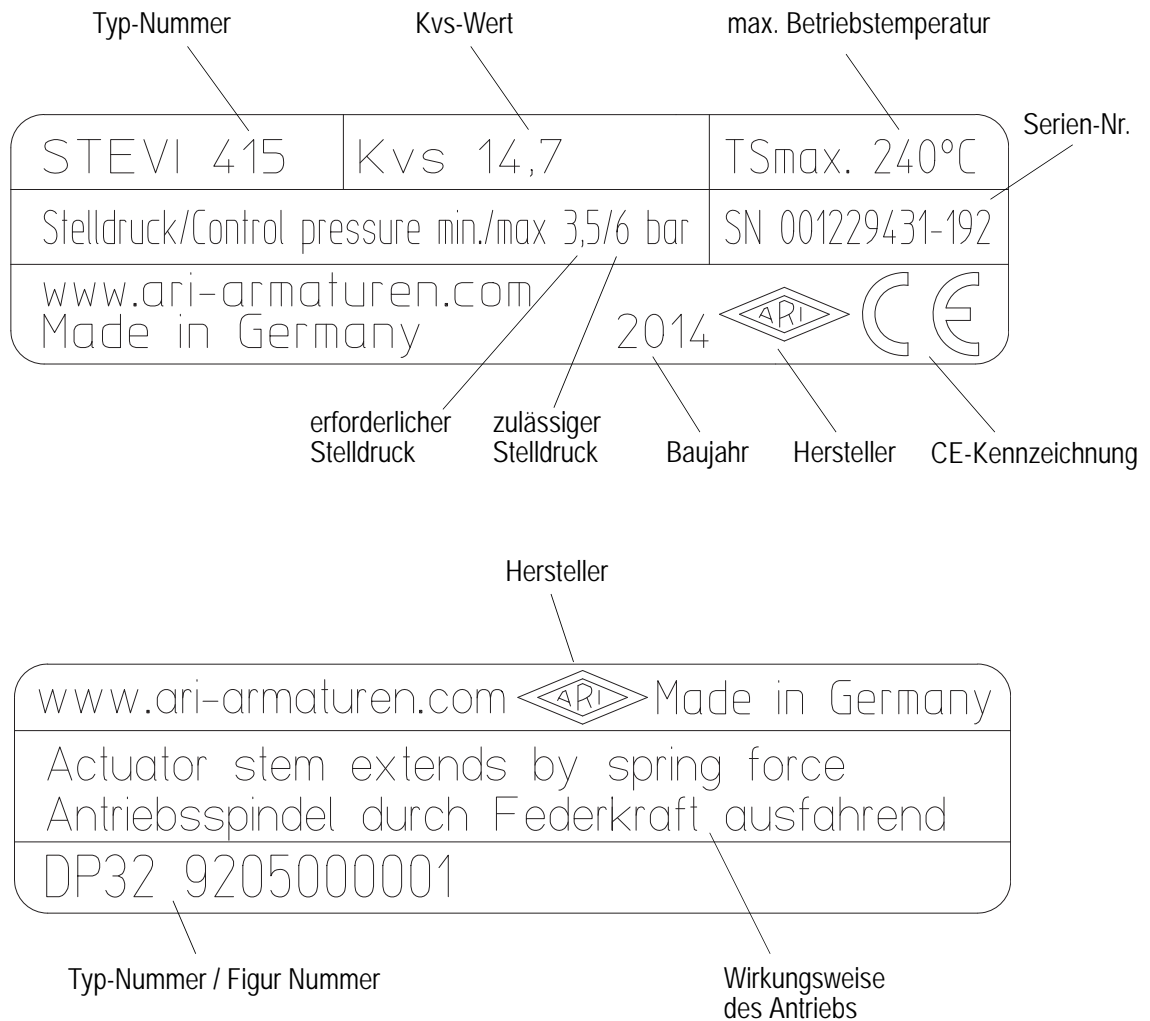 Typ-Nummer
Kvs-Wert
max. Betriebstemperatur
Serien-Nr.
STEVI 415
Kvs 14,7
TSmax. 240°C
Stelldruck/Control pressure min./max 3,5/6 bar
SN 001229431-192
www.ari-armaturen.com
Made in Germany
2014
ARI
CE
erforderlicher
Stelldruck
zulässiger
Stelldruck
Baujahr
Hersteller
CE-Kennzeichnung
Hersteller
www.ari-armaturen.com ARI Made in Germany
Actuator stem extends by spring force
Antriebsspindel durch Federkraft ausfahrend
DP32 9205000001
Typ-Nummer / Figur Nummer
Wirkungsweise
des Antriebs